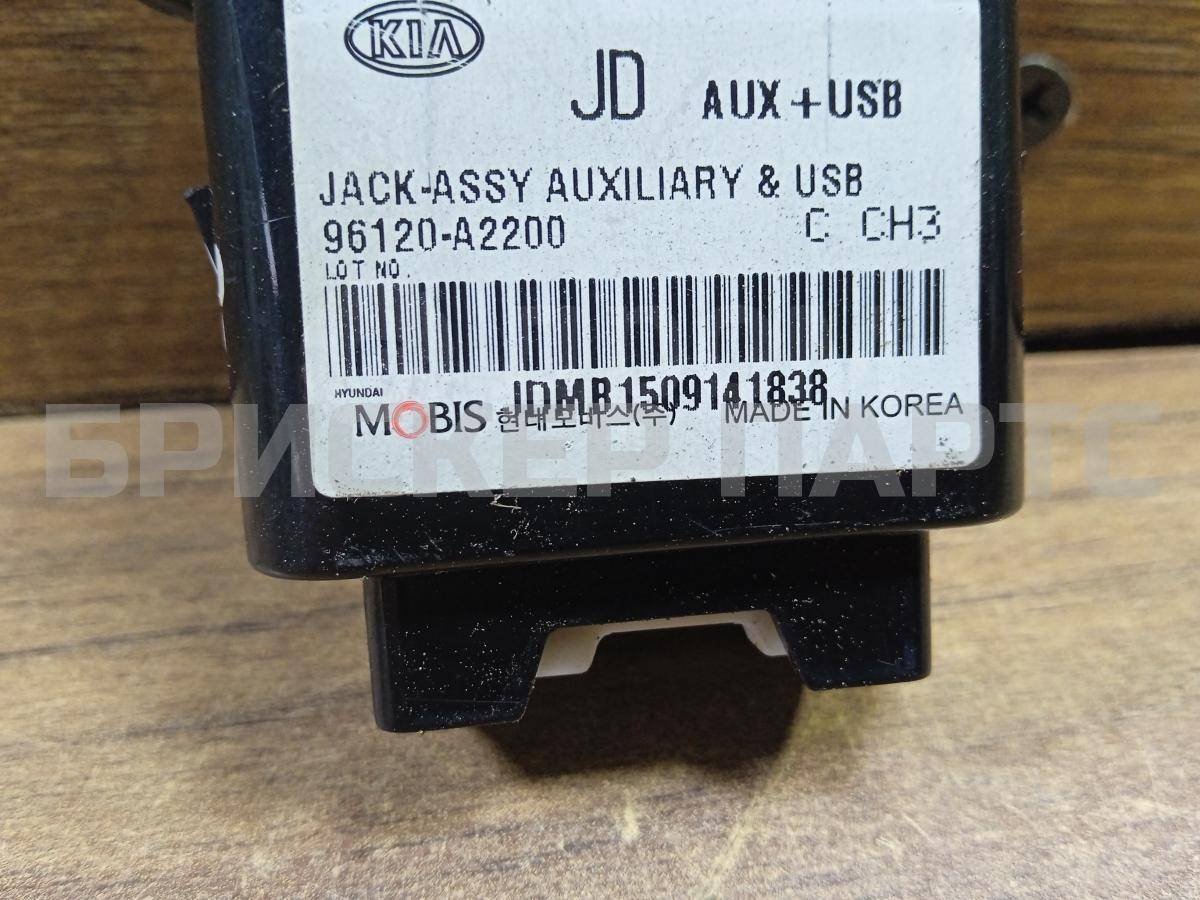 KIA
JD AUX+USB
JACK-ASSY AUXILIARY & USB
96120-A2200 C CH3
LOT NO.
JDMB1509141838
HYUNDAI
MOBIS 현대모비스(주) MADE IN KOREA
БРИСКЕР ПАРТС